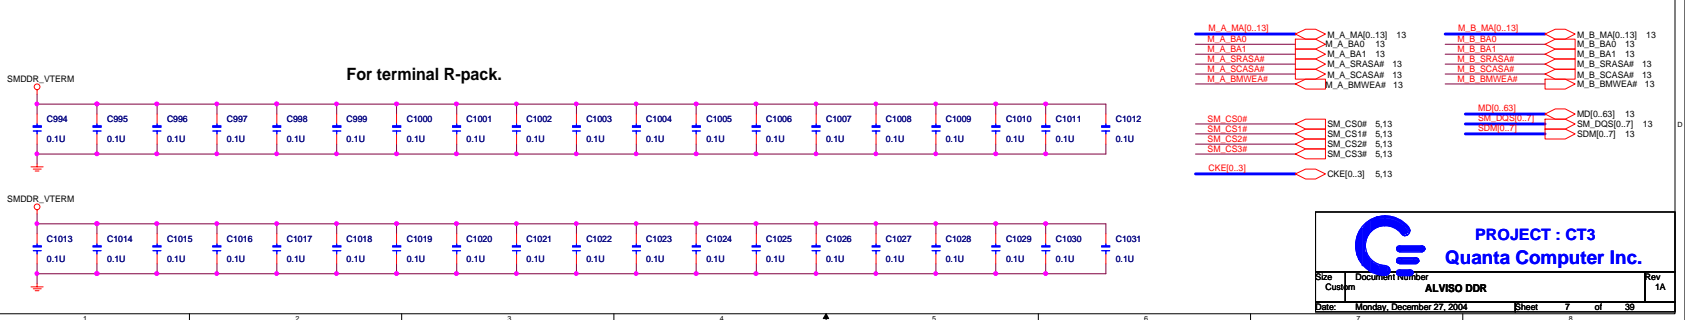 For terminal R-pack.
SMDDR_VTERM
C994 C995 C996 C997 C998 C999 C1000 C1001 C1002 C1003 C1004 C1005 C1006 C1007 C1008 C1009 C1010 C1011 C1012
0.1U 0.1U 0.1U 0.1U 0.1U 0.1U 0.1U 0.1U 0.1U 0.1U 0.1U 0.1U 0.1U 0.1U 0.1U 0.1U 0.1U 0.1U 0.1U
SMDDR_VTERM
C1013 C1014 C1015 C1016 C1017 C1018 C1019 C1020 C1021 C1022 C1023 C1024 C1025 C1026 C1027 C1028 C1029 C1030 C1031
0.1U 0.1U 0.1U 0.1U 0.1U 0.1U 0.1U 0.1U 0.1U 0.1U 0.1U 0.1U 0.1U 0.1U 0.1U 0.1U 0.1U 0.1U 0.1U
M_A_MA[0..13] M_A_MA[0..13] 13
M_A_BA0 M_A_BA0 13
M_A_BA1 M_A_BA1 13
M_A_SRASA# M_A_SRASA# 13
M_A_SCASA# M_A_SCASA# 13
M_A_BMWEA# M_A_BMWEA# 13
SM_CS0# SM_CS0# 5,13
SM_CS1# SM_CS1# 5,13
SM_CS2# SM_CS2# 5,13
SM_CS3# SM_CS3# 5,13
CKE[0..3] CKE[0..3] 5,13
M_B_MA[0..13] M_B_MA[0..13] 13
M_B_BA0 M_B_BA0 13
M_B_BA1 M_B_BA1 13
M_B_SRASA# M_B_SRASA# 13
M_B_SCASA# M_B_SCASA# 13
M_B_BMWEA# M_B_BMWEA# 13
MD[0..63] MD[0..63] 13
SM_DQS[0..7] SM_DQS[0..7] 13
SDM[0..7] SDM[0..7] 13
D
PROJECT : CT3
Quanta Computer Inc.
Size Document Number Rev
Custom ALVISO DDR 1A
Date: Monday, December 27, 2004 Sheet 7 of 39
1 2 3 4 5 6 7 8